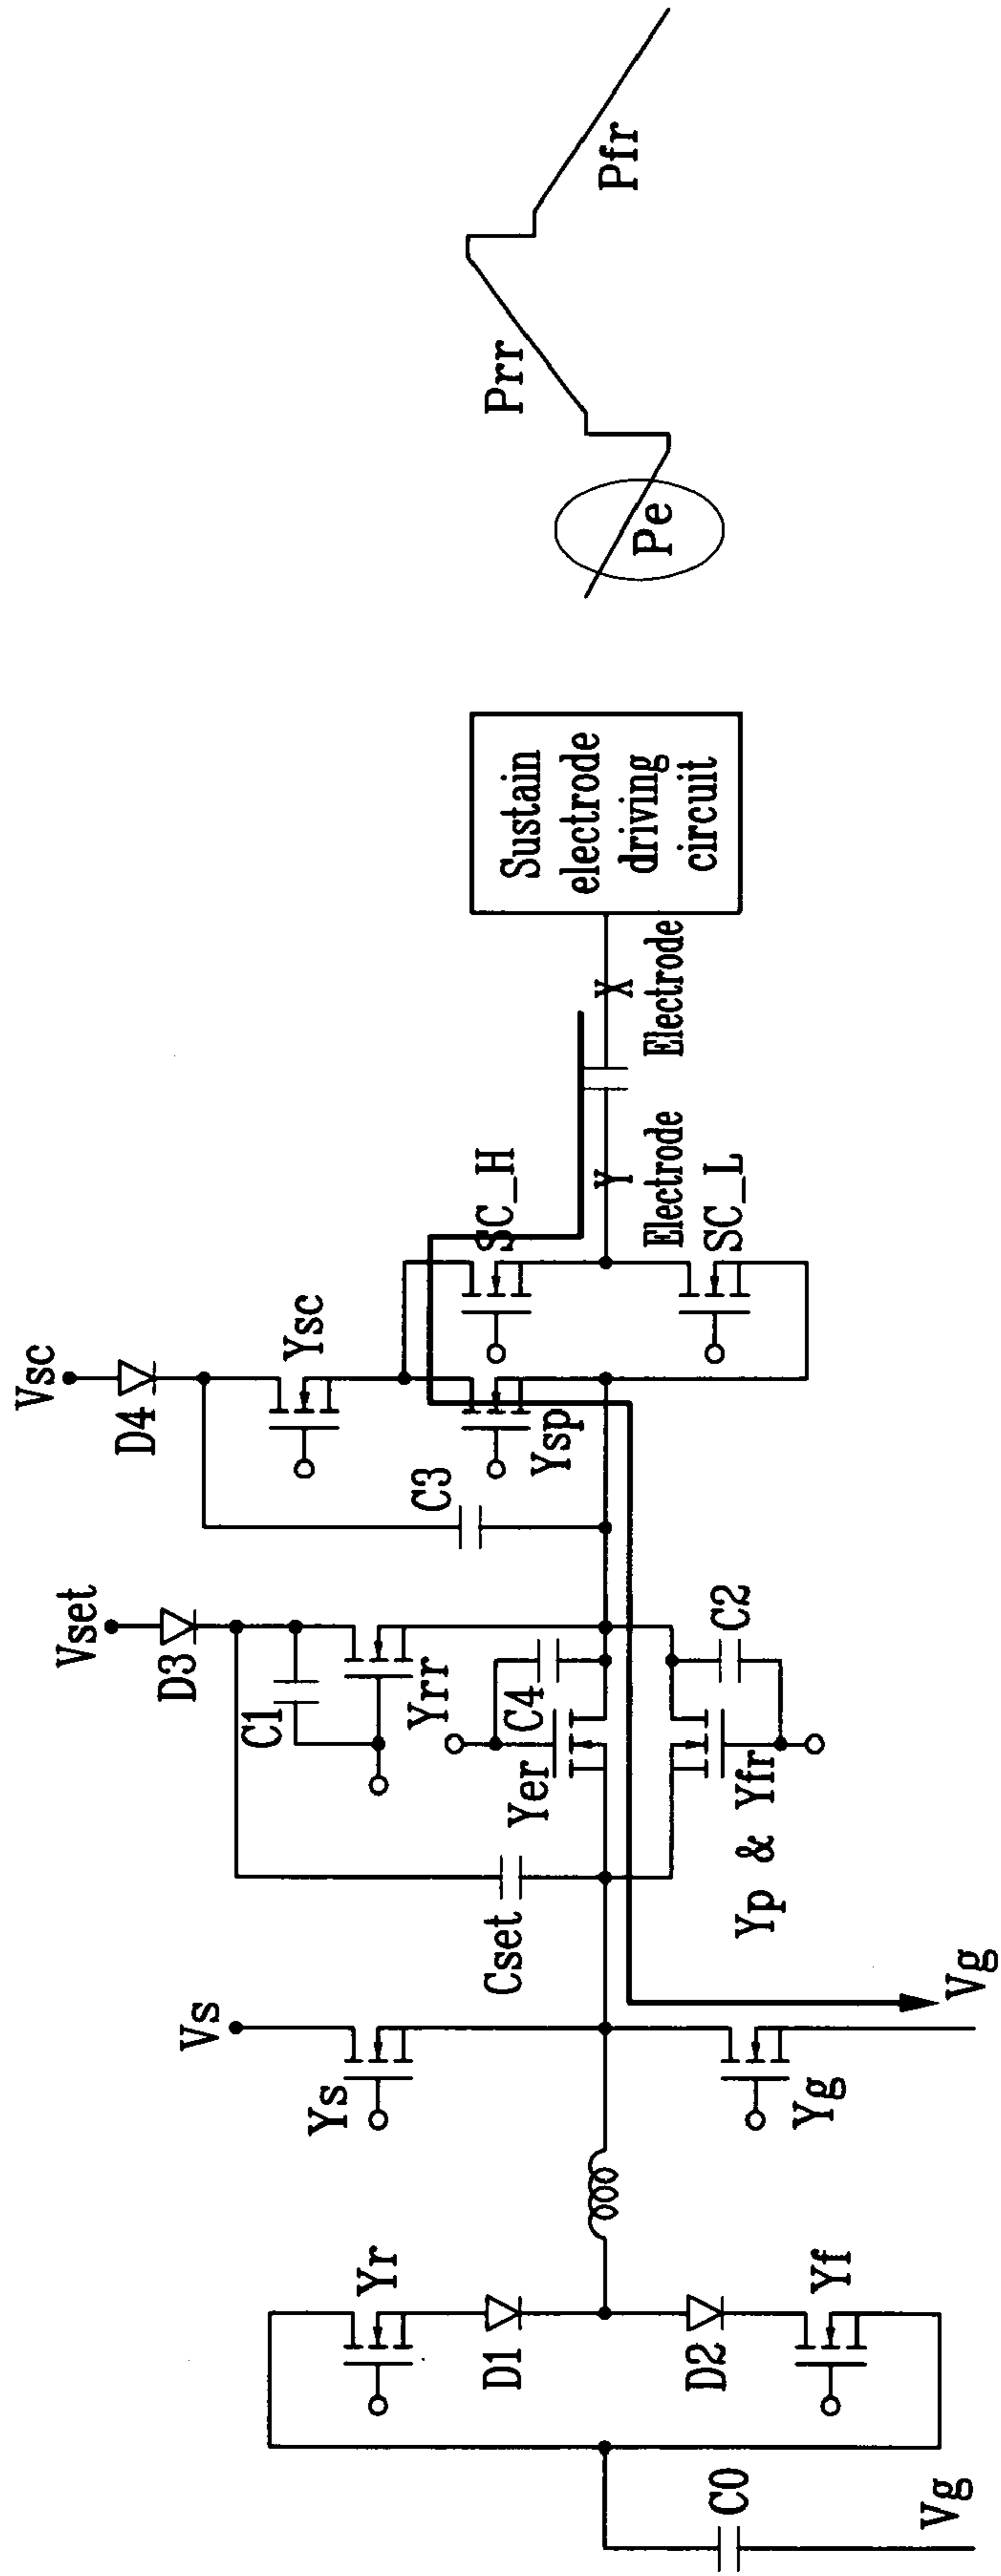 Vg
C0
D1
Yr
D2
Yf
Vs
Ys
Yg
Vg
Cset
Vset
D3
C1
Yrr
Yer
C4
Yp & Yfr
C2
Vsc
D4
Ysc
C3
Ysp
SC_H
SC_L
Y
Electrode
X
Electrode
Sustain
electrode
driving
circuit
Pe
Prr
Pfr